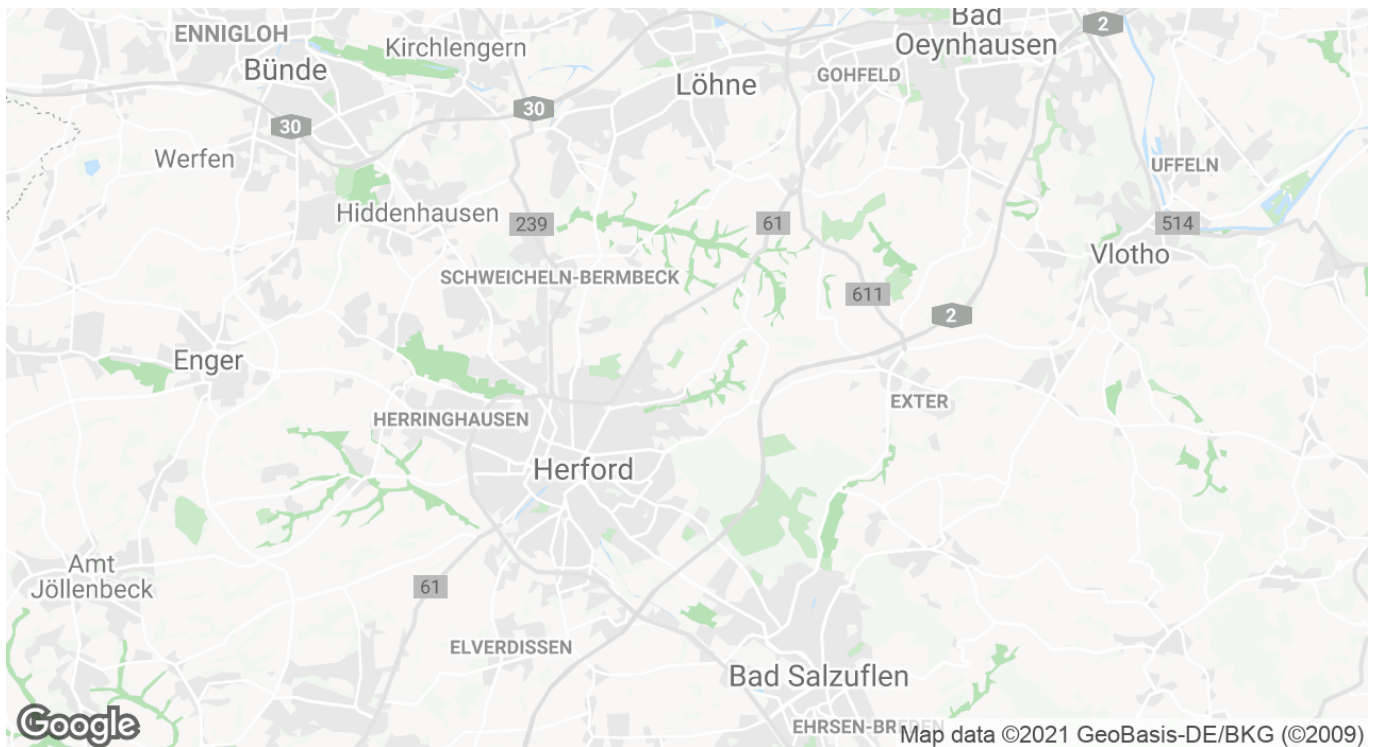 Bad
Oeynhausen
2
ENNIGLOH
Kirchlengern
Bünde
Löhne
GOHFELD
30
30
Werfen
UFFELN
Hiddenhausen
239
61
514
Vlotho
SCHWEICHELN-BERMBECK
611
2
Enger
EXTER
HERRINGHAUSEN
Herford
Amt
Jöllenbeck
61
ELVERDISSEN
Bad Salzuflen
EHRSEN-BREDEN
Google
Map data ©2021 GeoBasis-DE/BKG (©2009)